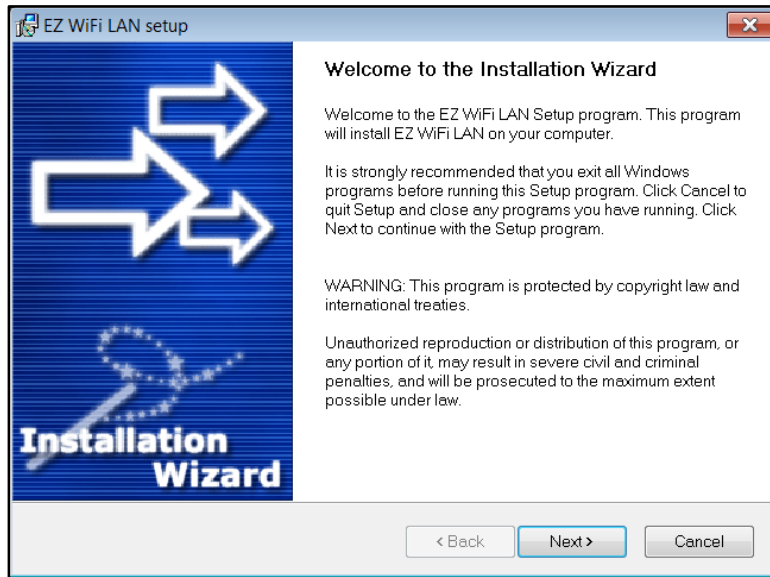 EZ WiFi LAN setup
Welcome to the Installation Wizard
Welcome to the EZ WiFi LAN Setup program. This program
will install EZ WiFi LAN on your computer.
It is strongly recommended that you exit all Windows
programs before running this Setup program. Click Cancel to
quit Setup and close any programs you have running. Click
Next to continue with the Setup program.
WARNING: This program is protected by copyright law and
international treaties.
Unauthorized reproduction or distribution of this program, or
any portion of it, may result in severe civil and criminal
penalties, and will be prosecuted to the maximum extent
possible under law.
Installation
Wizard
< Back
Next >
Cancel